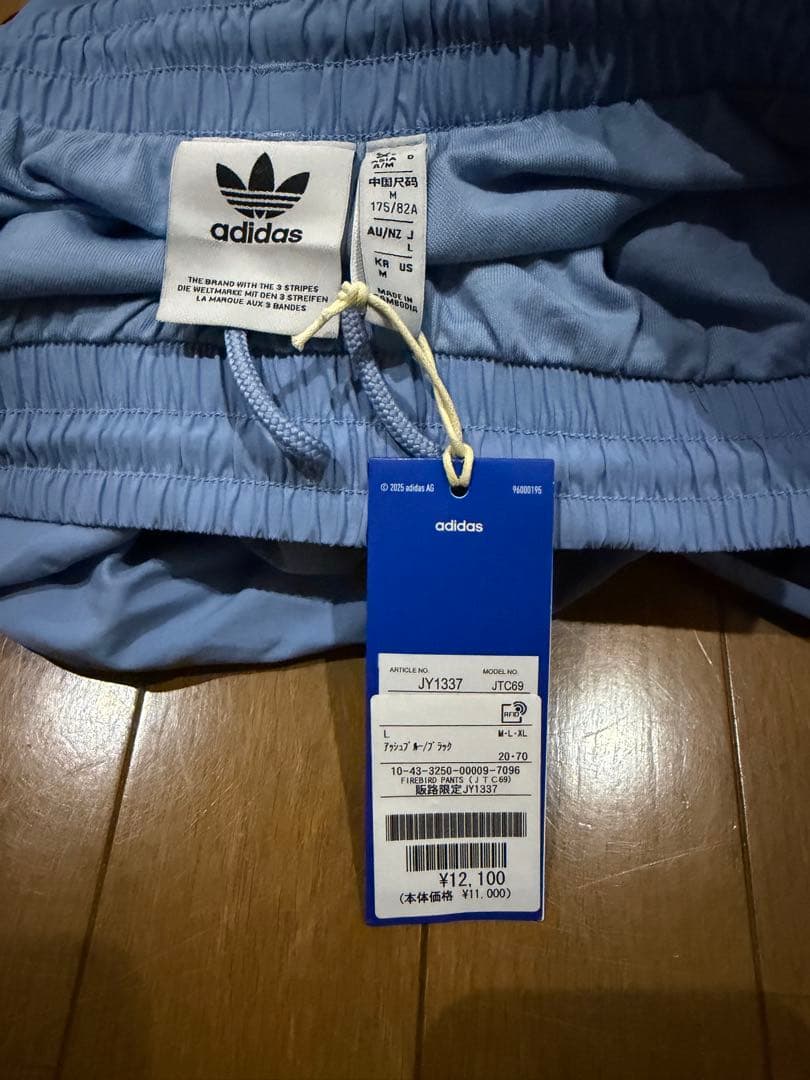 adidas
THE BRAND WITH THE 3 STRIPES
DIE WELTMARKE MIT DEN 3 STREIFEN
LA MARQUE AUX 3 BANDES
ASIA D
A/M
中国尺码
M
175/82A
AU/NZ J
L
KR US
M
MADE IN
CAMBODIA
© 2025 adidas AG 96000195
adidas
ARTICLE NO. MODEL NO.
JY1337 JTC69
RFID
L M-L-XL
アッシュブルー/ブラック
20-70
10-43-3250-00009-7096
FIREBIRD PANTS (JTC69)
販路限定JY1337
¥12,100
(本体価格 ¥11,000)